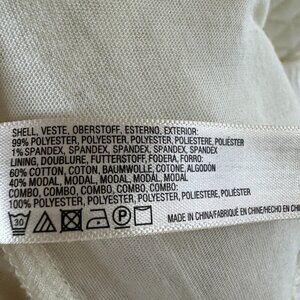 SHELL, VESTE, OBERSTOFF, ESTERNO, EXTERIOR:
99% POLYESTER, POLYESTER, POLYESTER, POLIESTERE, POLIÉSTER
1% SPANDEX, SPANDEX, SPANDEX, SPANDEX, SPANDEX
LINING, DOUBLURE, FUTTERSTOFF, FODERA, FORRO:
60% COTTON, COTON, BAUMWOLLE, COTONE, ALGODON
40% MODAL, MODAL, MODAL, MODAL, MODAL
COMBO, COMBO, COMBO, COMBO, COMBO:
100% POLYESTER, POLYESTER, POLYESTER, POLIESTERE, POLIÉSTER
30 P MADE IN CHINA/FABRIQUÉ EN CHINE/HECHO EN CHI